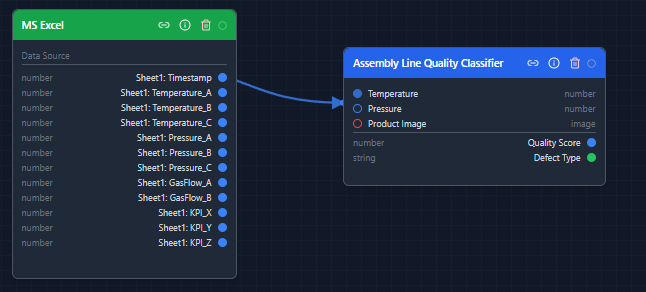 MS Excel
Data Source
number Sheet1: Timestamp
number Sheet1: Temperature_A
number Sheet1: Temperature_B
number Sheet1: Temperature_C
number Sheet1: Pressure_A
number Sheet1: Pressure_B
number Sheet1: Pressure_C
number Sheet1: GasFlow_A
number Sheet1: GasFlow_B
number Sheet1: KPI_X
number Sheet1: KPI_Y
number Sheet1: KPI_Z
Assembly Line Quality Classifier
Temperature number
Pressure number
Product Image image
number Quality Score
string Defect Type